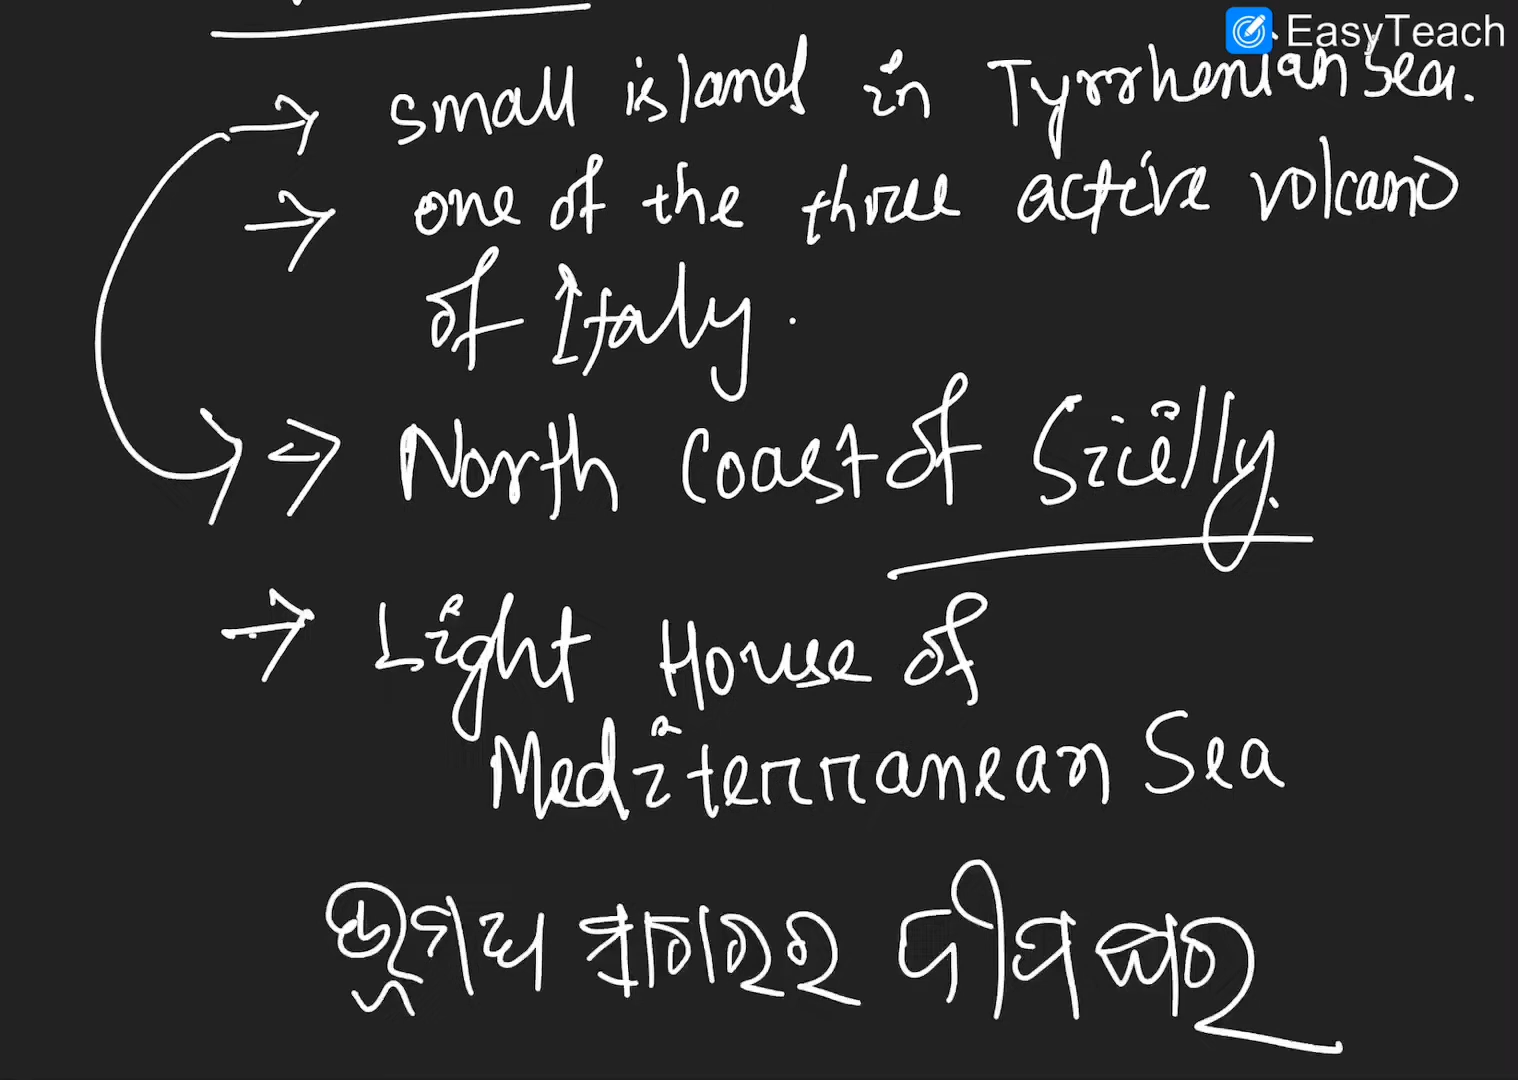 EasyTeach
→ small island in Tyrrhenian Sea.
→ one of the three active volcano
of Italy.
→ North Coast of Sicilly.
→ Light House of
Mediterranean Sea
ଭୂମଧ୍ୟ ସାଗରର ଦୀପ ଘର